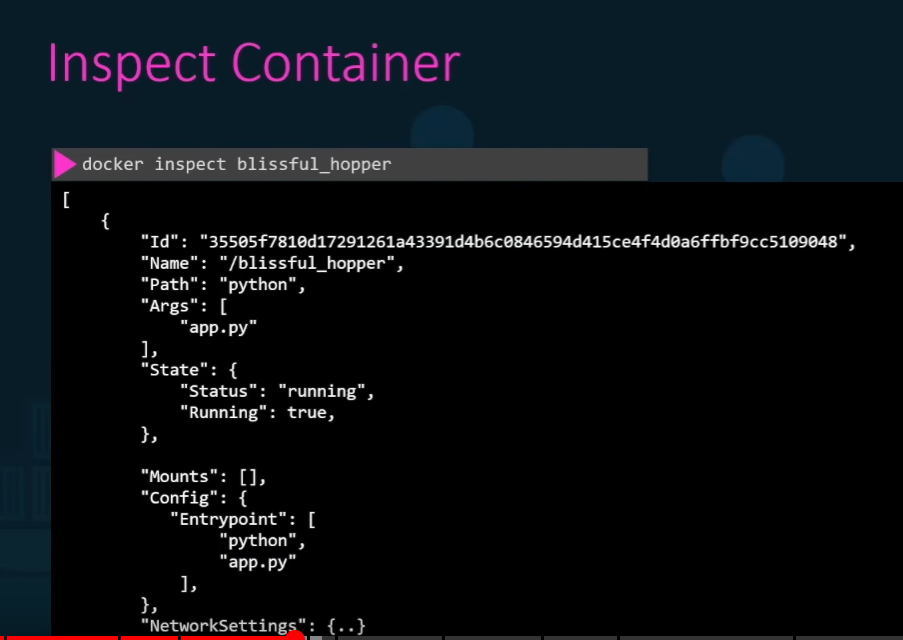 Inspect Container
docker inspect blissful_hopper
[
{
"Id": "35505f7810d17291261a43391d4b6c0846594d415ce4f4d0a6ffbf9cc5109048",
"Name": "/blissful_hopper",
"Path": "python",
"Args": [
"app.py"
],
"State": {
"Status": "running",
"Running": true,
},
"Mounts": [],
"Config": {
"Entrypoint": [
"python",
"app.py"
],
},
"NetworkSettings": {..}